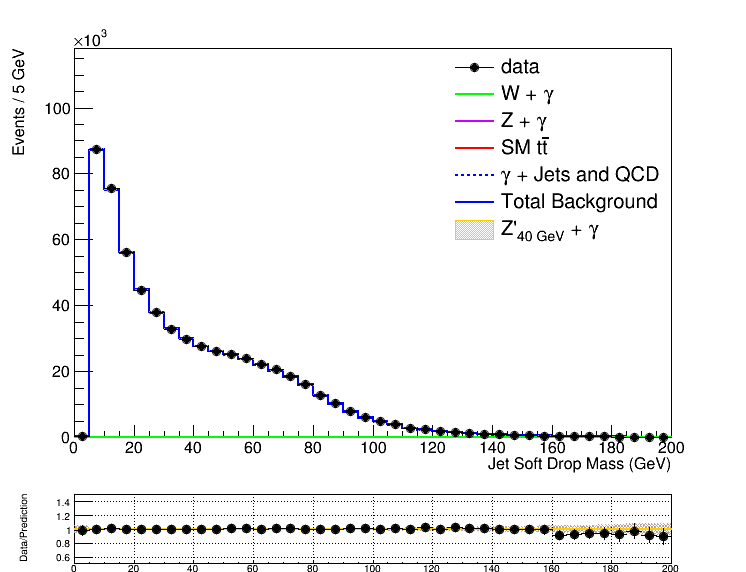 ×10³
Events / 5 GeV
100
80
60
40
20
0
0 20 40 60 80 100 120 140 160 180 200
Jet Soft Drop Mass (GeV)
data
W + γ
Z + γ
SM tt̄
γ + Jets and QCD
Total Background
Z'40 GeV + γ
Data/Prediction
1.4
1.2
1
0.8
0.6
0 20 40 60 80 100 120 140 160 180 200